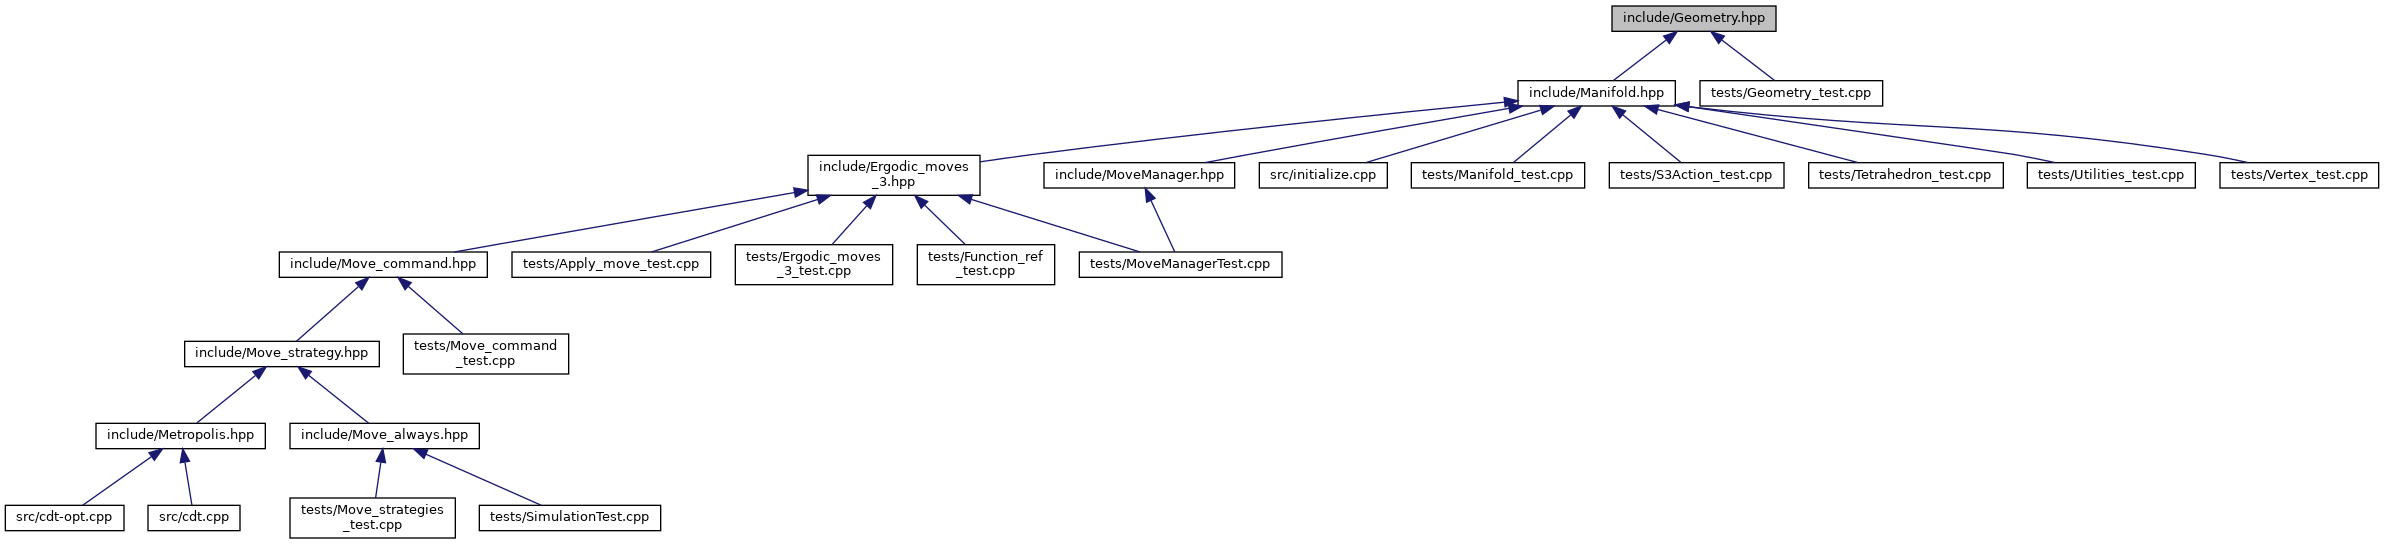 include/Geometry.hpp
include/Manifold.hpp
tests/Geometry_test.cpp
include/Ergodic_moves
_3.hpp
include/MoveManager.hpp
src/initialize.cpp
tests/Manifold_test.cpp
tests/S3Action_test.cpp
tests/Tetrahedron_test.cpp
tests/Utilities_test.cpp
tests/Vertex_test.cpp
include/Move_command.hpp
tests/Apply_move_test.cpp
tests/Ergodic_moves
_3_test.cpp
tests/Function_ref
_test.cpp
tests/MoveManagerTest.cpp
include/Move_strategy.hpp
tests/Move_command
_test.cpp
include/Metropolis.hpp
include/Move_always.hpp
src/cdt-opt.cpp
src/cdt.cpp
tests/Move_strategies
_test.cpp
tests/SimulationTest.cpp